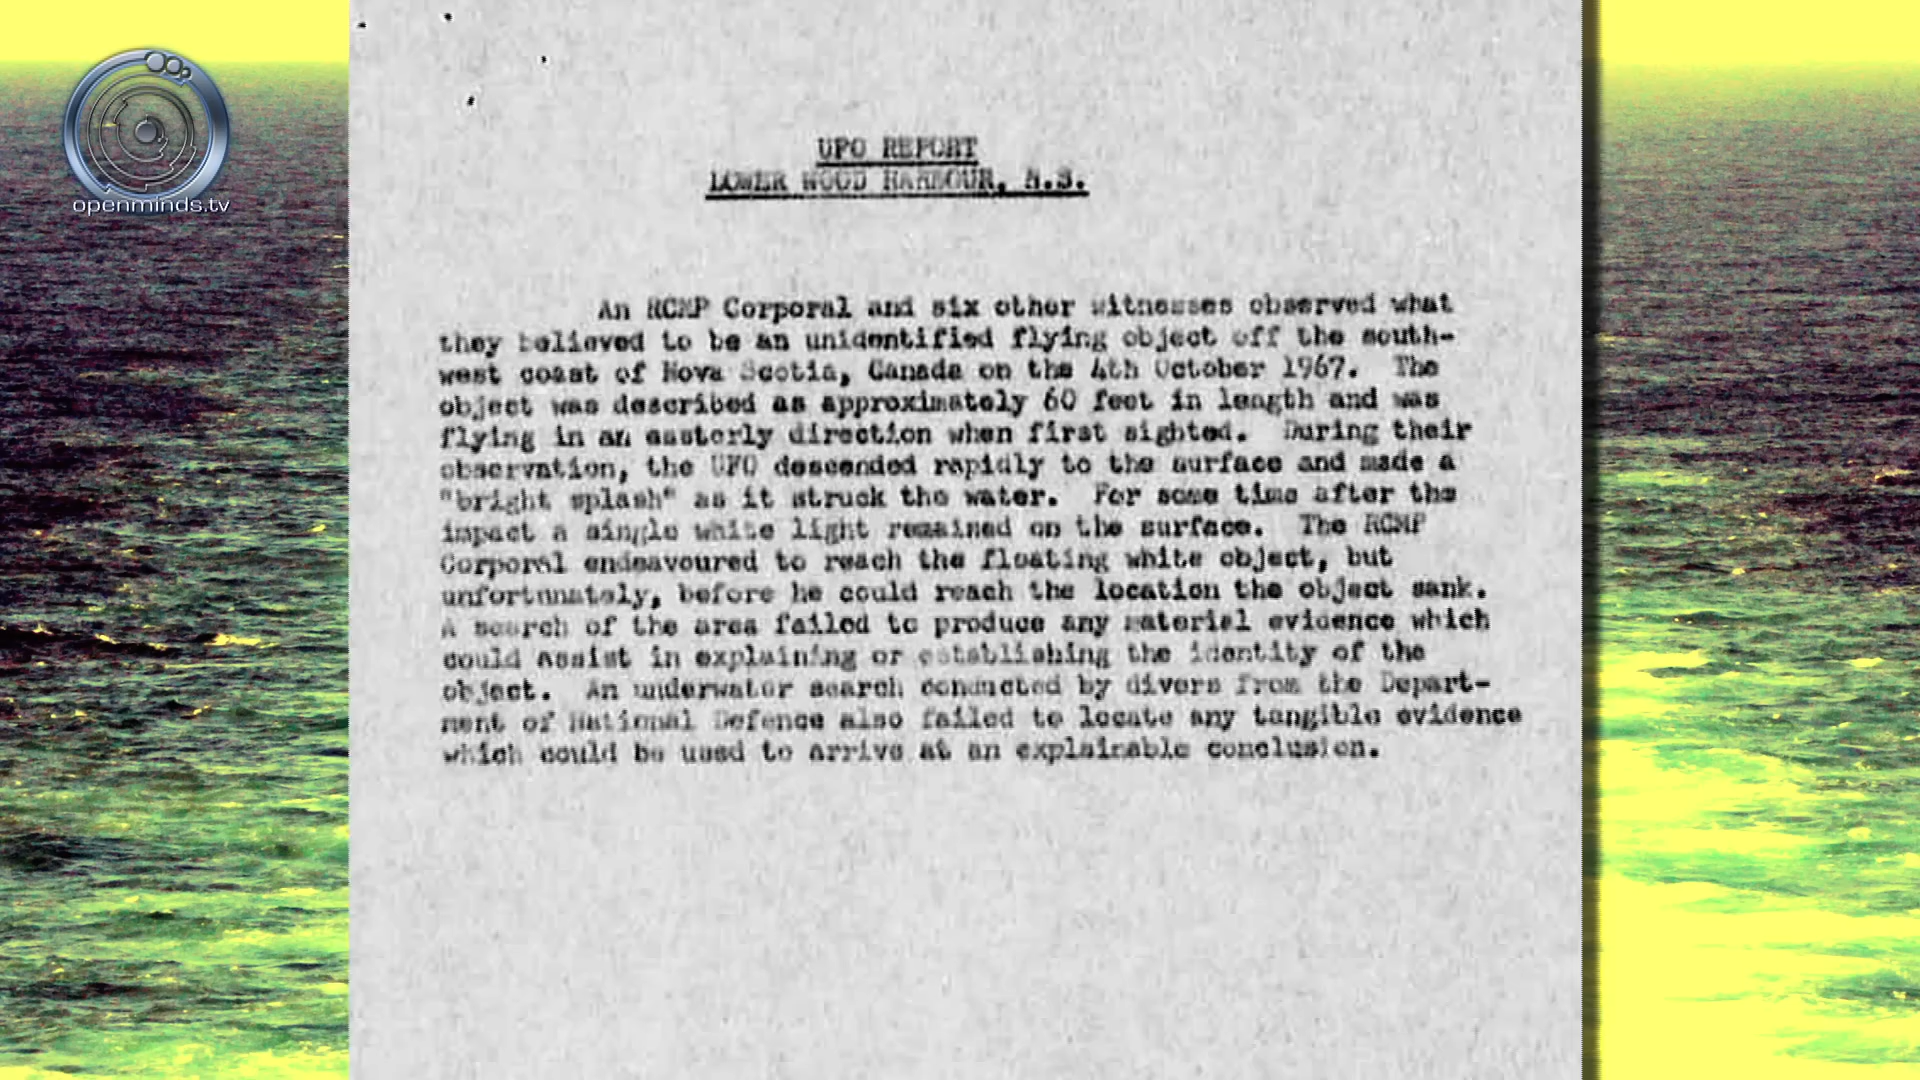 openminds.tv
UFO REPORT
LOWER WOOD HARBOUR, N.S.
An RCMP Corporal and six other witnesses observed what
they believed to be an unidentified flying object off the south-
west coast of Nova Scotia, Canada on the 4th October 1967. The
object was described as approximately 60 feet in length and was
flying in an easterly direction when first sighted. During their
observation, the UFO descended rapidly to the surface and made a
"bright splash" as it struck the water. For some time after the
impact a single white light remained on the surface. The RCMP
Corporal endeavoured to reach the floating white object, but
unfortunately, before he could reach the location the object sank.
A search of the area failed to produce any material evidence which
could assist in explaining or establishing the identity of the
object. An underwater search conducted by divers from the Depart-
ment of National Defence also failed to locate any tangible evidence
which could be used to arrive at an explainable conclusion.